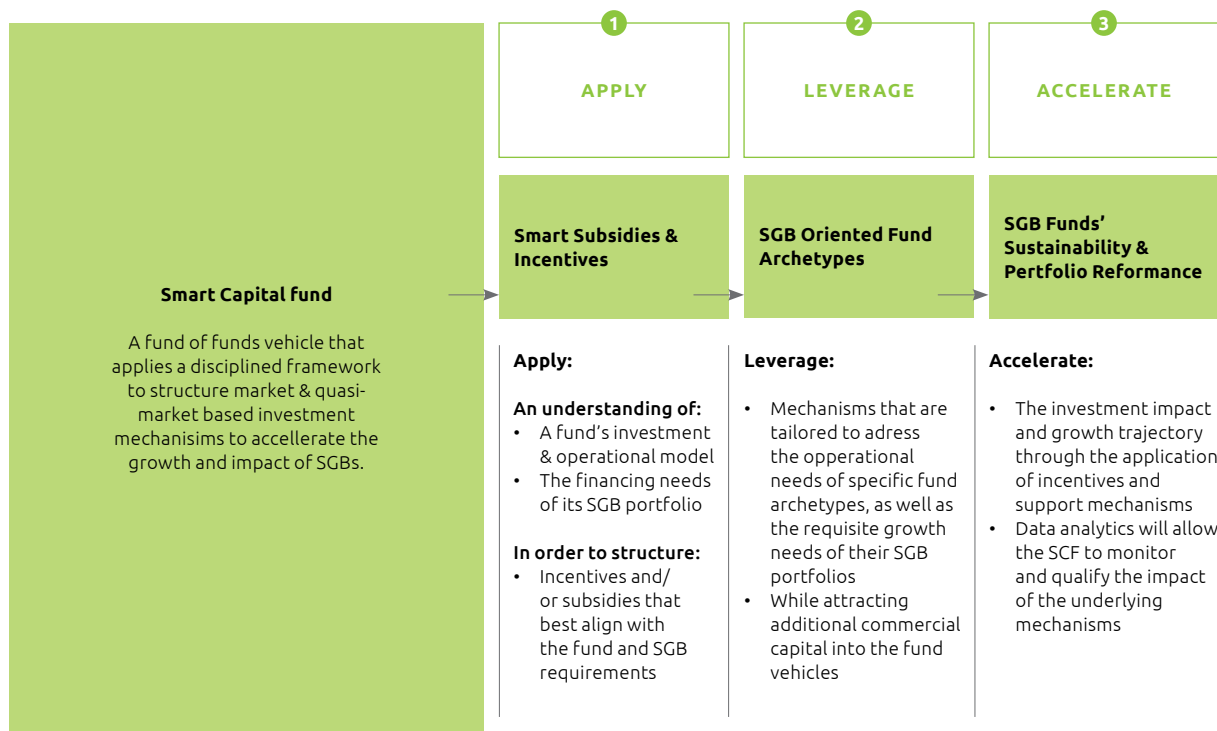 Smart Capital fund
A fund of funds vehicle that
applies a disciplined framework
to structure market & quasi-
market based investment
mechanisims to accellerate the
growth and impact of SGBs.
1
APPLY
Smart Subsidies &
Incentives
Apply:
An understanding of:
• A fund's investment
& operational model
• The financing needs
of its SGB portfolio
In order to structure:
• Incentives and/
or subsidies that
best align with
the fund and SGB
requirements
2
LEVERAGE
SGB Oriented Fund
Archetypes
Leverage:
• Mechanisms that are
tailored to adress
the opperational
needs of specific fund
archetypes, as well as
the requisite growth
needs of their SGB
portfolios
• While attracting
additional commercial
capital into the fund
vehicles
3
ACCELERATE
SGB Funds'
Sustainability &
Pertfolio Reformance
Accelerate:
• The investment impact
and growth trajectory
through the application
of incentives and
support mechanisms
• Data analytics will allow
the SCF to monitor
and qualify the impact
of the underlying
mechanisms